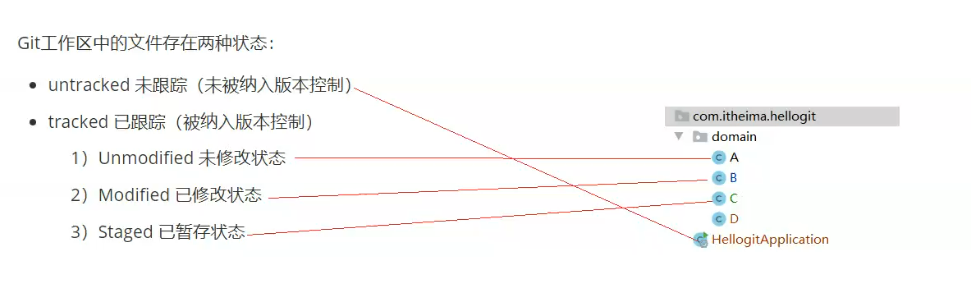 Git工作区中的文件存在两种状态：
untracked 未跟踪（未被纳入版本控制）
tracked 已跟踪（被纳入版本控制）
1）Unmodified 未修改状态
2）Modified 已修改状态
3）Staged 已暂存状态
com.itheima.hellogit
domain
C A
C B
C C
C D
HellogitApplication